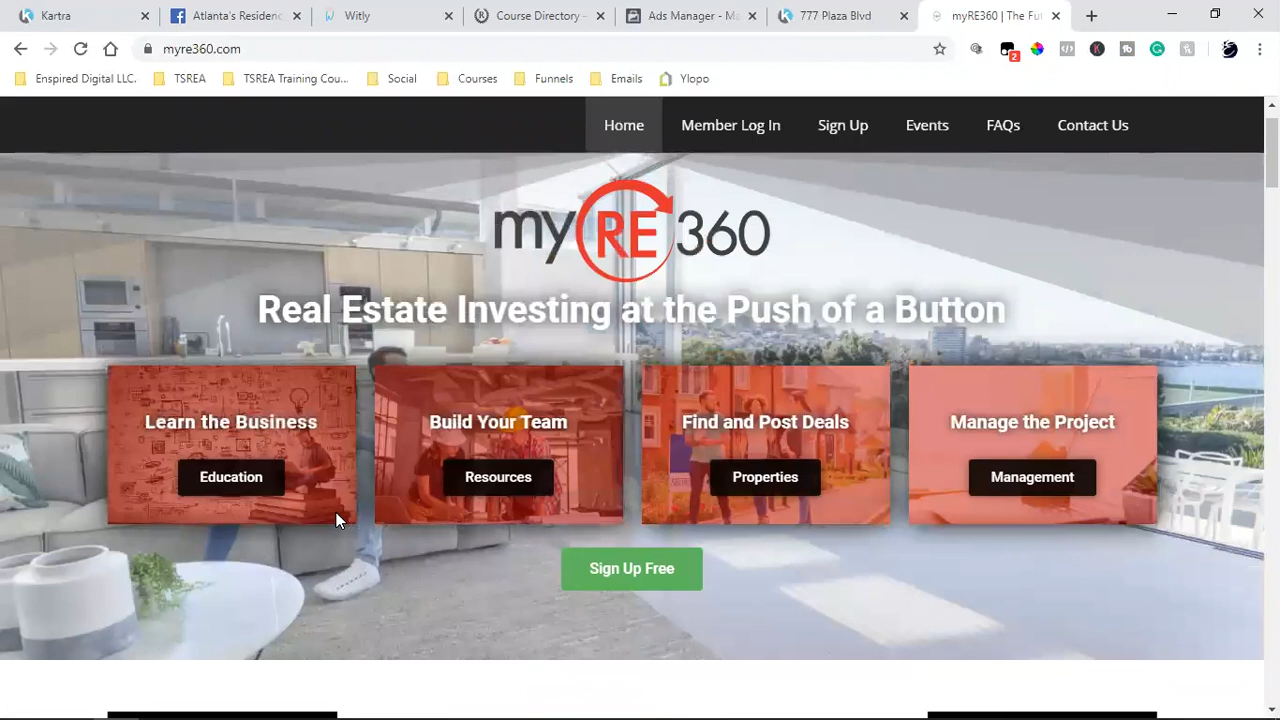 Kartra
Atlanta's Residenc
Witly
Course Directory –
Ads Manager - Ma
777 Plaza Blvd
myRE360 | The Fut
myre360.com
2
Enspired Digital LLC.
TSREA
TSREA Training Cou...
Social
Courses
Funnels
Emails
Ylopo
Home
Member Log In
Sign Up
Events
FAQs
Contact Us
myRE360
Real Estate Investing at the Push of a Button
Learn the Business
Build Your Team
Find and Post Deals
Manage the Project
Education
Resources
Properties
Management
Sign Up Free